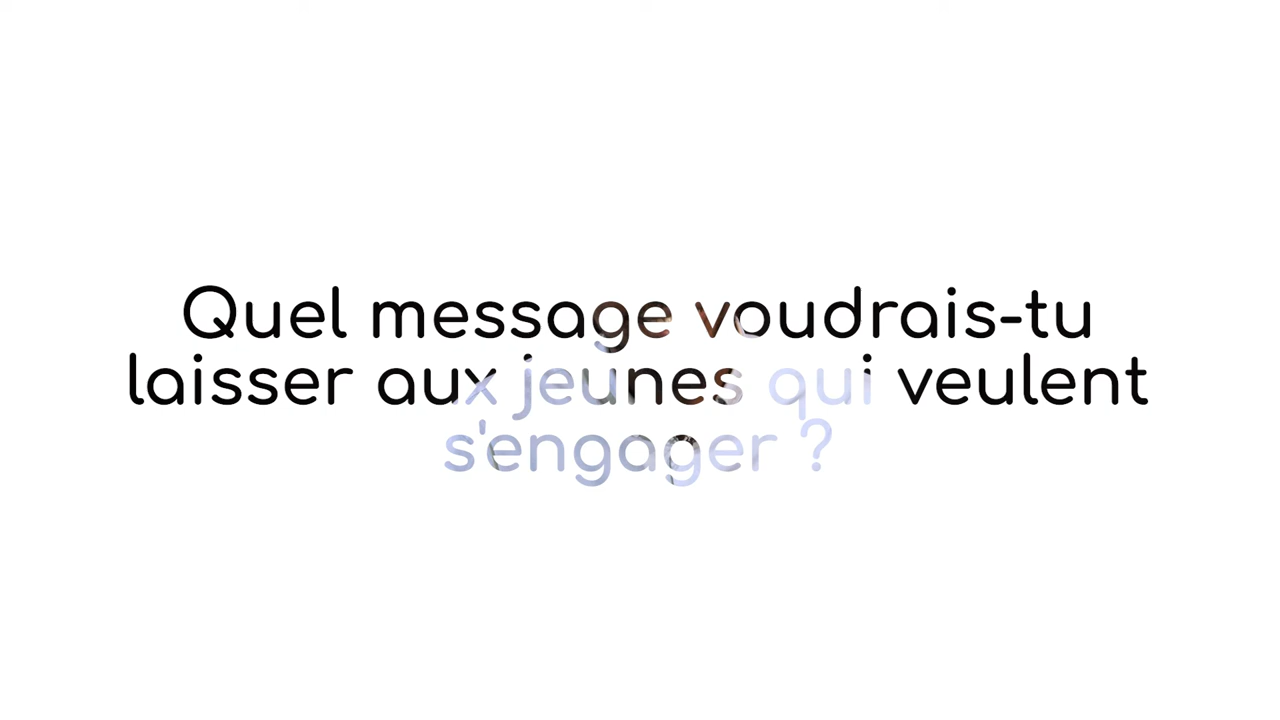 Quel message voudrais-tu
laisser aux jeunes qui veulent
s'engager ?